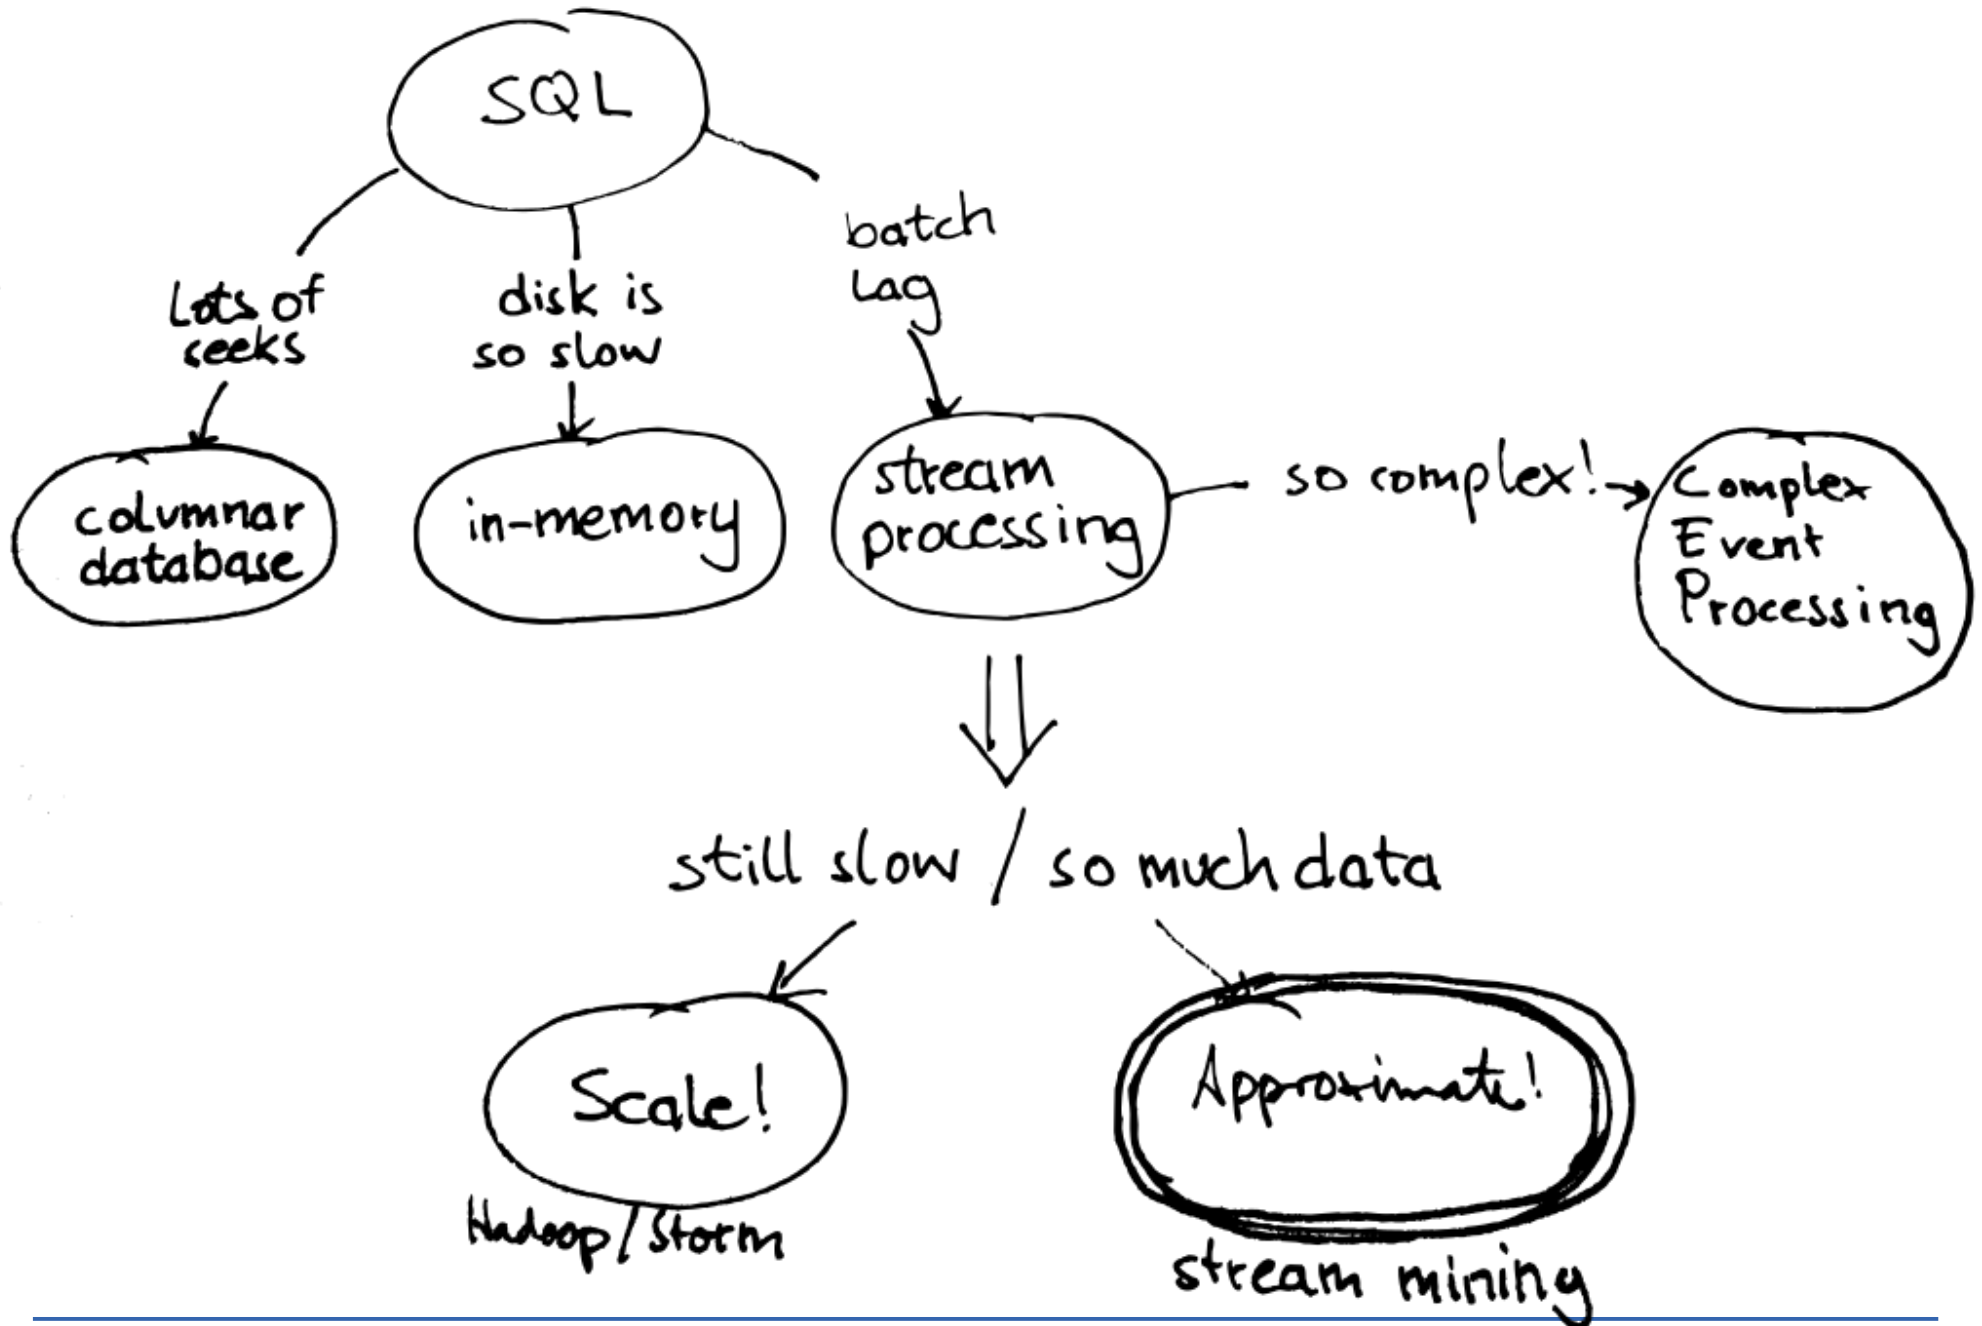 SQL
Lots of
seeks
disk is
so slow
batch
Lag
columnar
database
in-memory
stream
processing
so complex!
Complex
Event
Processing
still slow / so much data
Scale!
Hadoop/Storm
Approximate!
stream mining